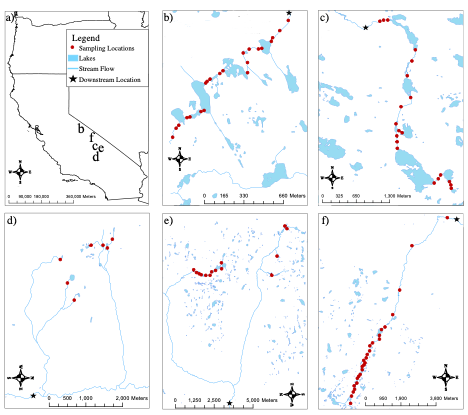 a)
Legend
Sampling Locations
Lakes
Stream Flow
Downstream Location
b
f
c e
d
N
W E
S
0 90,000 180,000 360,000 Meters
b)
N
W E
S
0 165 330 660 Meters
c)
N
W E
S
0 325 650 1,300 Meters
d)
N
W E
S
0 500 1,000 2,000 Meters
e)
0 1,250 2,500 5,000 Meters
N
W E
S
f)
N
W E
S
0 950 1,900 3,800 Meters